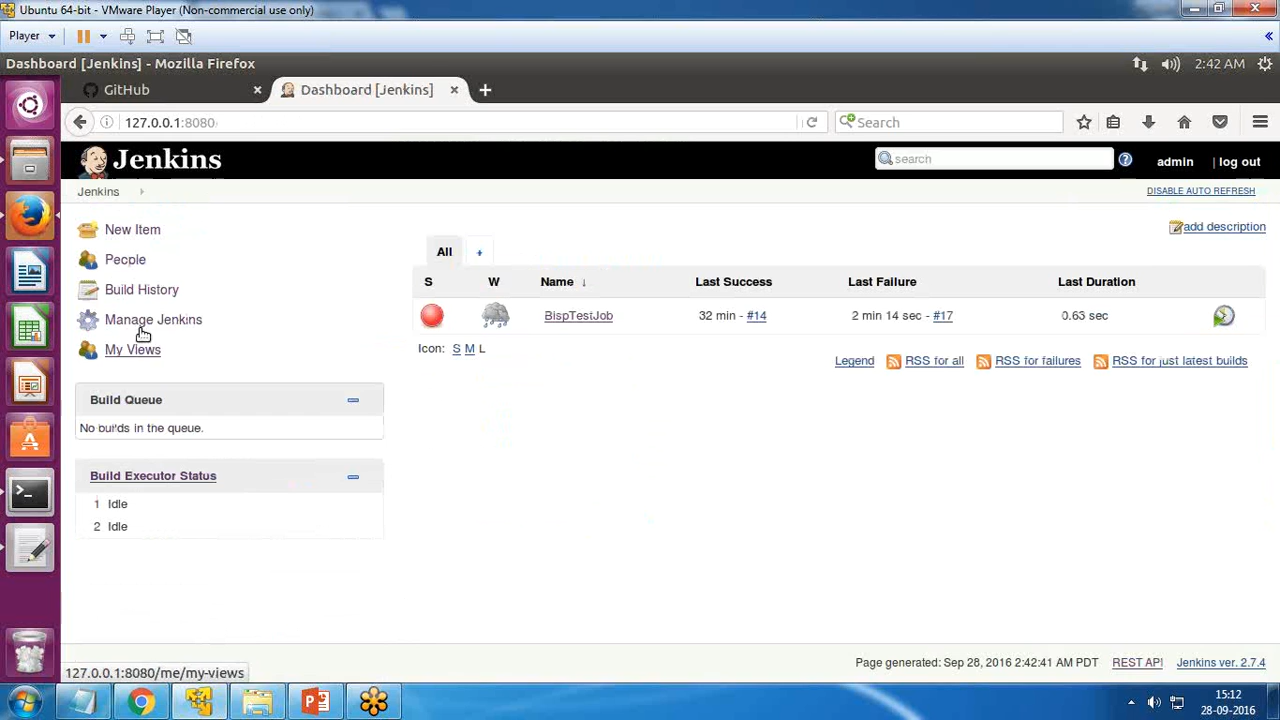 Ubuntu 64-bit - VMware Player (Non-commercial use only)
Player
Dashboard [Jenkins] - Mozilla Firefox
2:42 AM
GitHub
Dashboard [Jenkins]
127.0.0.1:8080
Search
Jenkins
search
admin
| log out
Jenkins
DISABLE AUTO REFRESH
New Item
add description
People
All
+
Build History
S W Name ↓ Last Success Last Failure Last Duration
Manage Jenkins
BispTestJob 32 min - #14 2 min 14 sec - #17 0.63 sec
My Views
Icon: S M L
Legend RSS for all RSS for failures RSS for just latest builds
Build Queue
No builds in the queue.
Build Executor Status
1 Idle
2 Idle
Page generated: Sep 28, 2016 2:42:41 AM PDT REST API Jenkins ver. 2.7.4
127.0.0.1:8080/me/my-views
15:12
28-09-2016